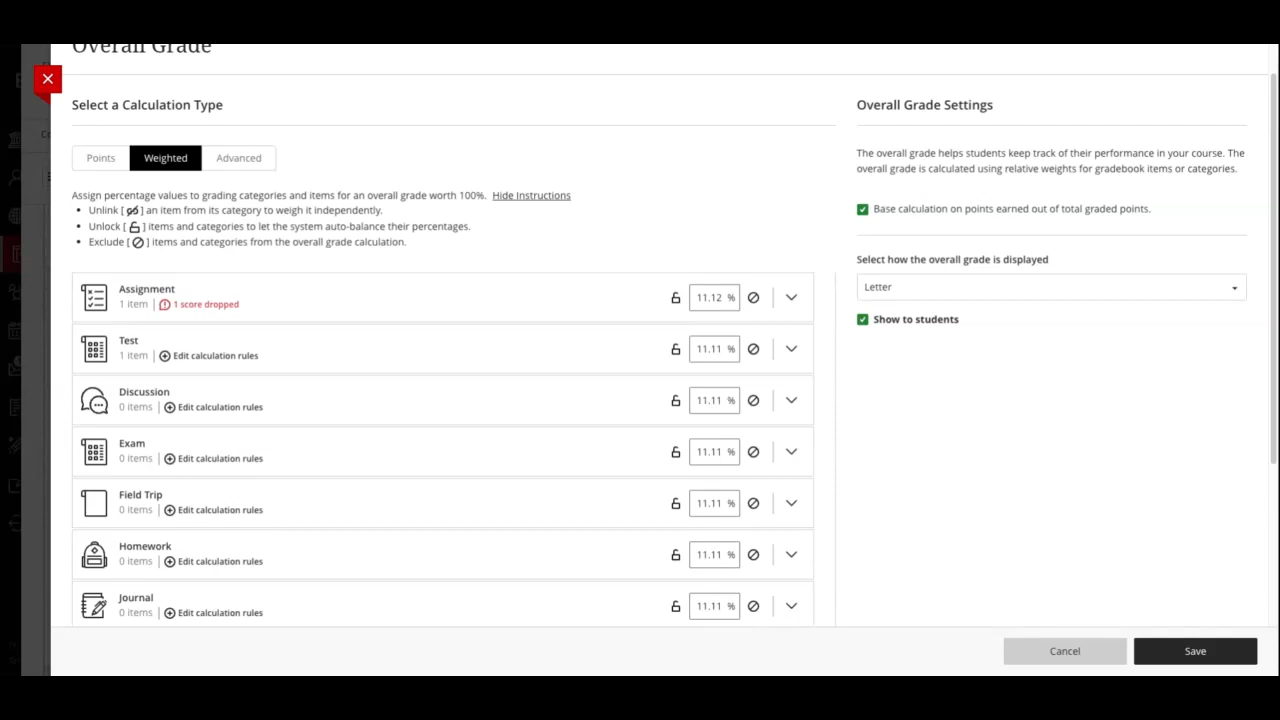 Overall Grade
Select a Calculation Type
Points
Weighted
Advanced
Assign percentage values to grading categories and items for an overall grade worth 100%. Hide Instructions
• Unlink [ ] an item from its category to weigh it independently.
• Unlock [ ] items and categories to let the system auto-balance their percentages.
• Exclude [ ] items and categories from the overall grade calculation.
Assignment
1 item | 1 score dropped
11.12 %
Test
1 item | Edit calculation rules
11.11 %
Discussion
0 items | Edit calculation rules
11.11 %
Exam
0 items | Edit calculation rules
11.11 %
Field Trip
0 items | Edit calculation rules
11.11 %
Homework
0 items | Edit calculation rules
11.11 %
Journal
0 items | Edit calculation rules
11.11 %
Overall Grade Settings
The overall grade helps students keep track of their performance in your course. The
overall grade is calculated using relative weights for gradebook items or categories.
Base calculation on points earned out of total graded points.
Select how the overall grade is displayed
Letter
Show to students
Cancel
Save